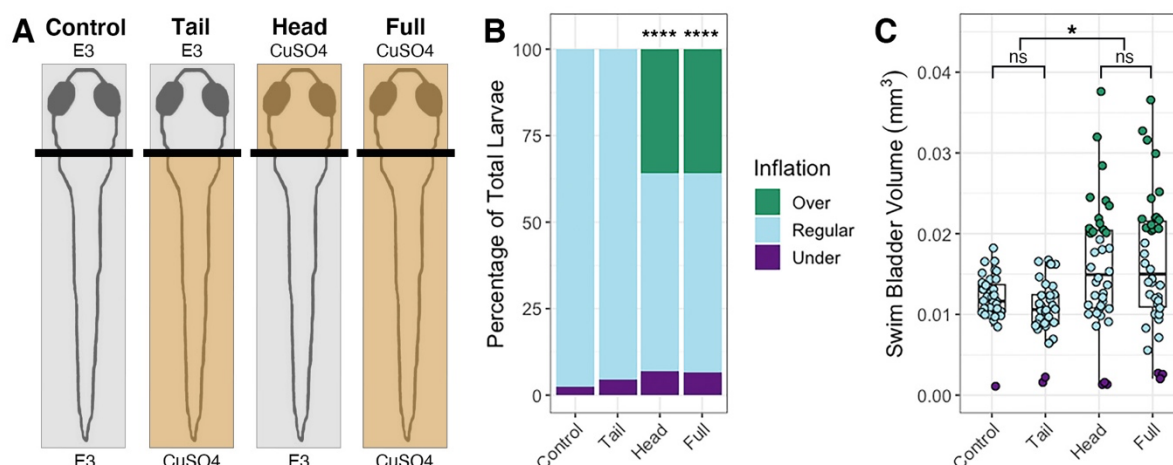 A
Control Tail Head Full
E3 E3 CuSO4 CuSO4
E3 CuSO4 E3 CuSO4
B
**** ****
Percentage of Total Larvae
100
75
50
25
0
Control Tail Head Full
Inflation
Over
Regular
Under
C
*
ns ns
Swim Bladder Volume (mm³)
0.04
0.03
0.02
0.01
0.00
Control Tail Head Full